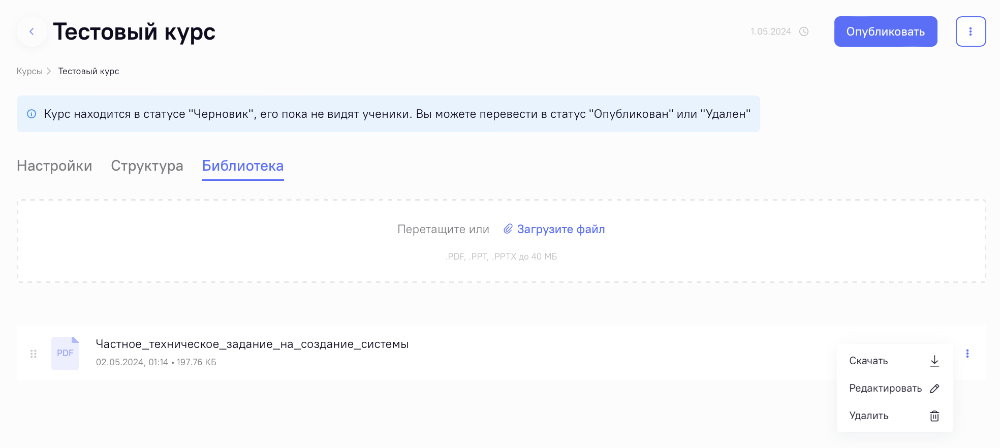 Тестовый курс
1.05.2024
Опубликовать
Курсы
Тестовый курс
Курс находится в статусе "Черновик", его пока не видят ученики. Вы можете перевести в статус "Опубликован" или "Удален"
Настройки
Структура
Библиотека
Перетащите или
Загрузите файл
.PDF, .PPT, .PPTX до 40 МБ
PDF
Частное_техническое_задание_на_создание_системы
02.05.2024, 01:14 • 197.76 КБ
Скачать
Редактировать
Удалить